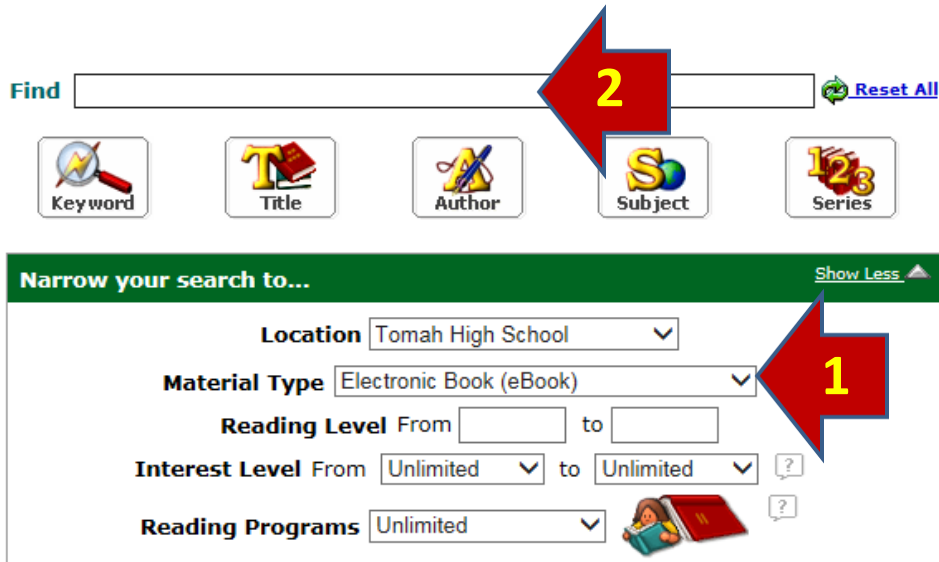 2
Find Reset All
Keyword Title Author Subject Series
Narrow your search to... Show Less
Location Tomah High School
1
Material Type Electronic Book (eBook)
Reading Level From to
Interest Level From Unlimited to Unlimited ?
Reading Programs Unlimited ?